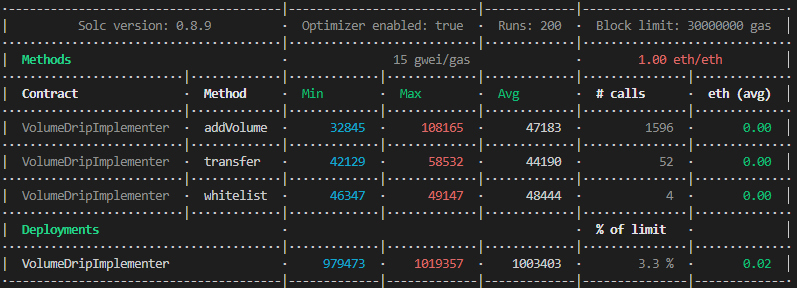 Solc version: 0.8.9 · Optimizer enabled: true · Runs: 200 · Block limit: 30000000 gas
Methods · 15 gwei/gas · 1.00 eth/eth
Contract · Method · Min · Max · Avg · # calls · eth (avg)
VolumeDripImplementer · addVolume · 32845 · 108165 · 47183 · 1596 · 0.00
VolumeDripImplementer · transfer · 42129 · 58532 · 44190 · 52 · 0.00
VolumeDripImplementer · whitelist · 46347 · 49147 · 48444 · 4 · 0.00
Deployments · · % of limit ·
VolumeDripImplementer · 979473 · 1019357 · 1003403 · 3.3 % · 0.02